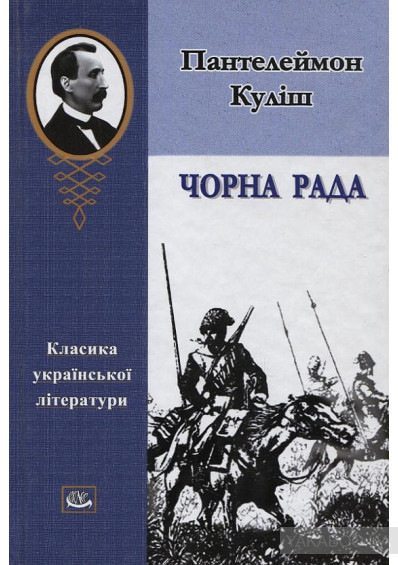 Пантелеймон
Куліш
ЧОРНА РАДА
Класика
української
літератури